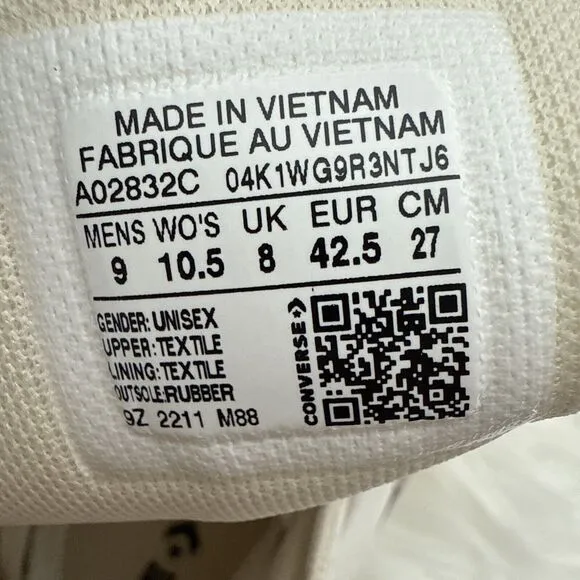 MADE IN VIETNAM
FABRIQUE AU VIETNAM
A02832C 04K1WG9R3NTJ6
MENS WO'S UK EUR CM
9 10.5 8 42.5 27
GENDER: UNISEX
UPPER: TEXTILE
LINING: TEXTILE
OUTSOLE: RUBBER
9Z 2211 M88
CONVERSE